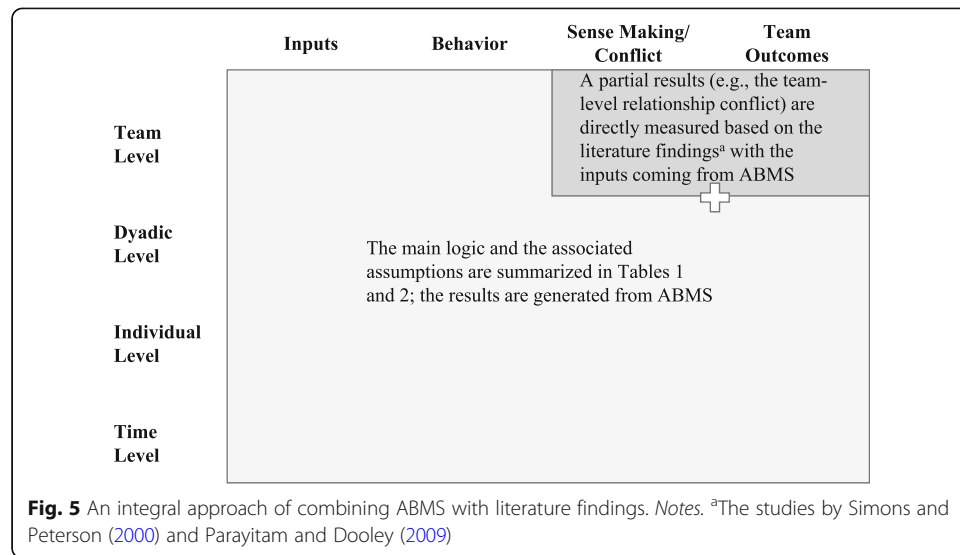 Inputs
Behavior
Sense Making/
Conflict
Team
Outcomes
Team
Level
A partial results (e.g., the team-
level relationship conflict) are
directly measured based on the
literature findingsᵃ with the
inputs coming from ABMS
Dyadic
Level
The main logic and the associated
assumptions are summarized in Tables 1
and 2; the results are generated from ABMS
Individual
Level
Time
Level
Fig. 5 An integral approach of combining ABMS with literature findings. Notes. ᵃThe studies by Simons and
Peterson (2000) and Parayitam and Dooley (2009)